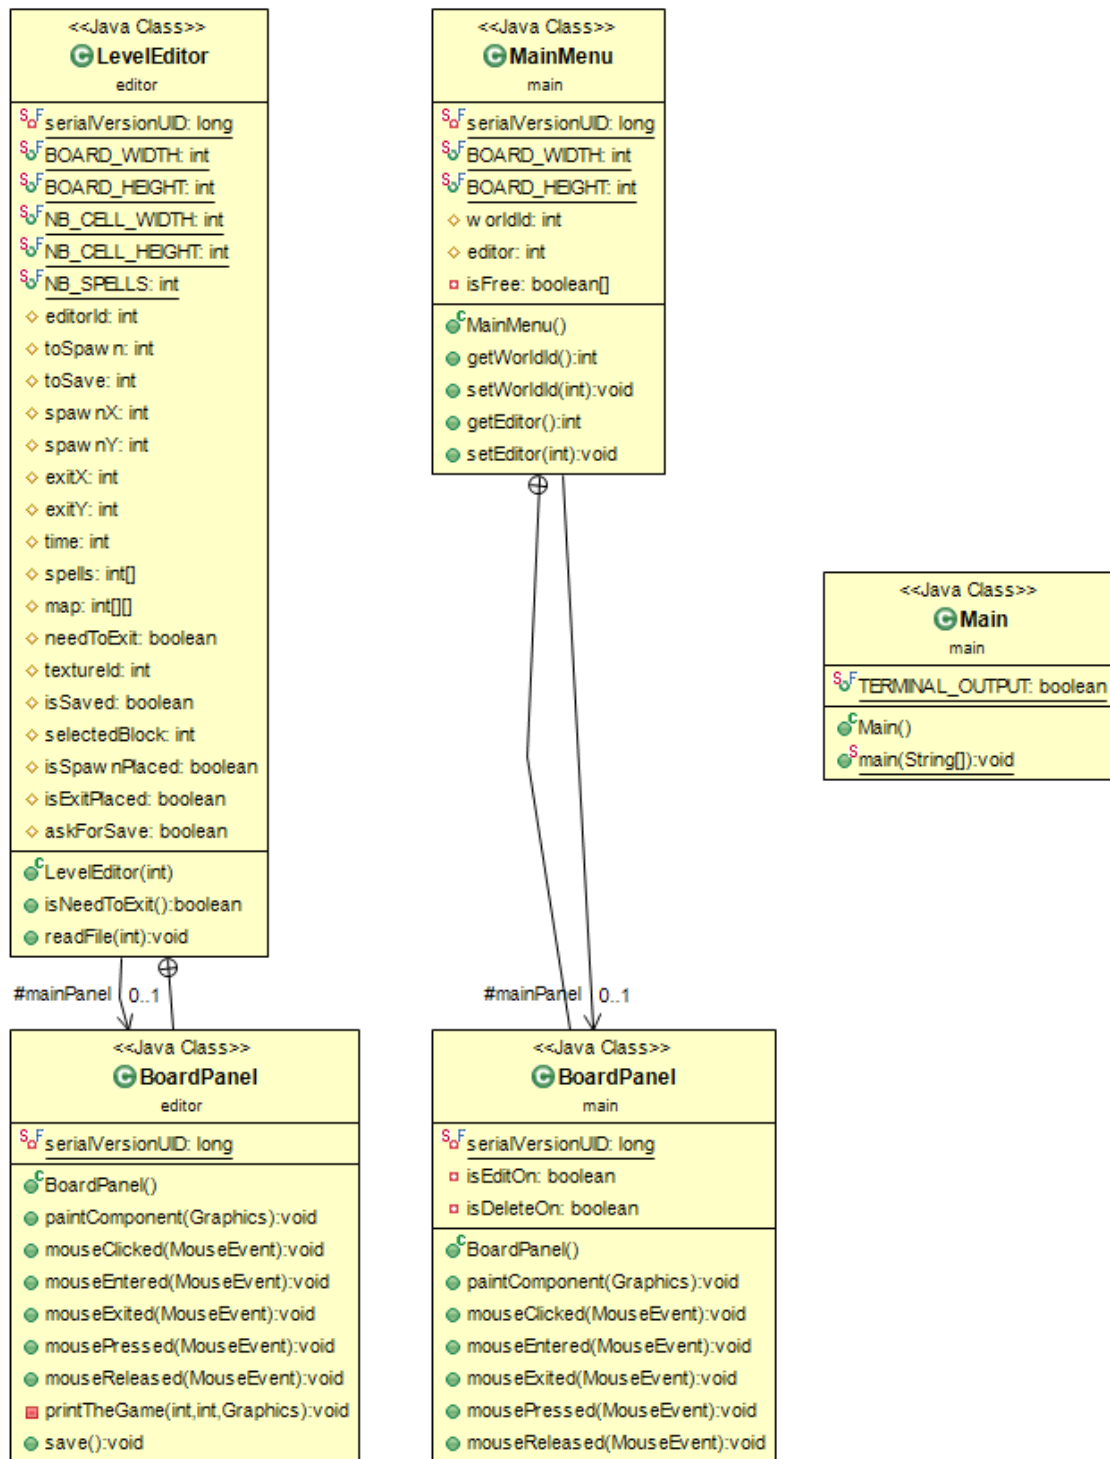 <<Java Class>>
LevelEditor
editor
serialVersionUID: long
BOARD_WIDTH: int
BOARD_HEIGHT: int
NB_CELL_WIDTH: int
NB_CELL_HEIGHT: int
NB_SPELLS: int
editorId: int
toSpawn: int
toSave: int
spawnX: int
spawnY: int
exitX: int
exitY: int
time: int
spells: int[]
map: int[][]
needToExit: boolean
textureId: int
isSaved: boolean
selectedBlock: int
isSpawnPlaced: boolean
isExitPlaced: boolean
askForSave: boolean
LevelEditor(int)
isNeedToExit():boolean
readFile(int):void
#mainPanel 0..1
<<Java Class>>
BoardPanel
editor
serialVersionUID: long
BoardPanel()
paintComponent(Graphics):void
mouseClicked(MouseEvent):void
mouseEntered(MouseEvent):void
mouseExited(MouseEvent):void
mousePressed(MouseEvent):void
mouseReleased(MouseEvent):void
printTheGame(int,int,Graphics):void
save():void
<<Java Class>>
MainMenu
main
serialVersionUID: long
BOARD_WIDTH: int
BOARD_HEIGHT: int
worldId: int
editor: int
isFree: boolean[]
MainMenu()
getWorldId():int
setWorldId(int):void
getEditor():int
setEditor(int):void
#mainPanel 0..1
<<Java Class>>
BoardPanel
main
serialVersionUID: long
isEditOn: boolean
isDeleteOn: boolean
BoardPanel()
paintComponent(Graphics):void
mouseClicked(MouseEvent):void
mouseEntered(MouseEvent):void
mouseExited(MouseEvent):void
mousePressed(MouseEvent):void
mouseReleased(MouseEvent):void
<<Java Class>>
Main
main
TERMINAL_OUTPUT: boolean
Main()
main(String[]):void